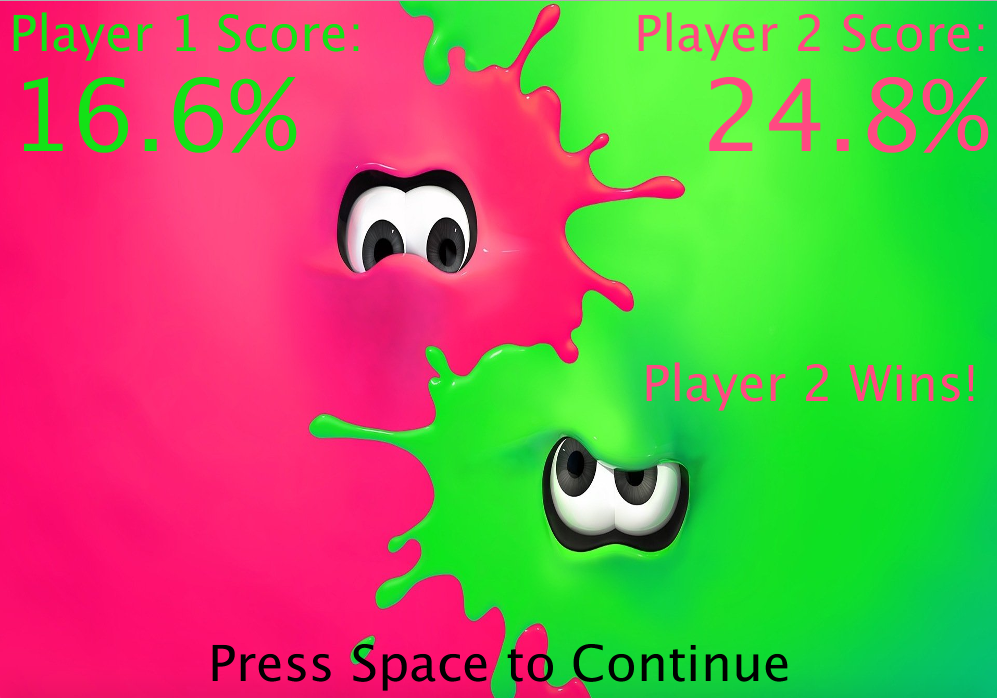 Player 1 Score:
16.6%
Player 2 Score:
24.8%
Player 2 Wins!
Press Space to Continue